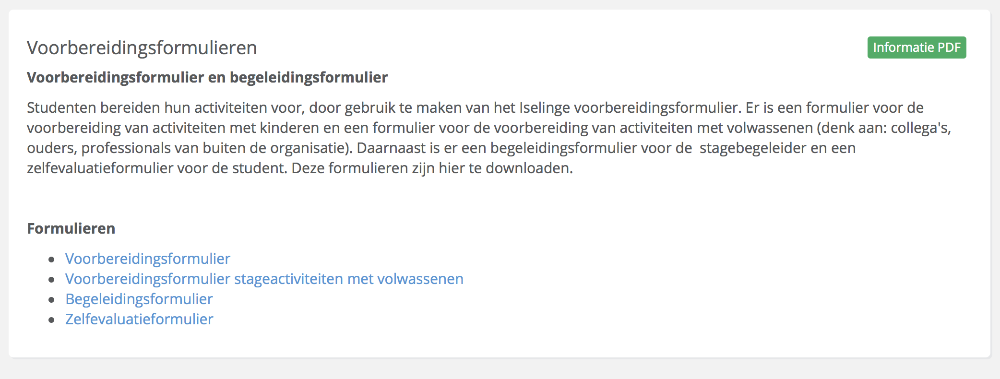 Voorbereidingsformulieren
Informatie PDF
Voorbereidingsformulier en begeleidingsformulier
Studenten bereiden hun activiteiten voor, door gebruik te maken van het Iselinge voorbereidingsformulier. Er is een formulier voor de
voorbereiding van activiteiten met kinderen en een formulier voor de voorbereiding van activiteiten met volwassenen (denk aan: collega's,
ouders, professionals van buiten de organisatie). Daarnaast is er een begeleidingsformulier voor de  stagebegeleider en een
zelfevaluatieformulier voor de student. Deze formulieren zijn hier te downloaden.
Formulieren
• Voorbereidingsformulier
• Voorbereidingsformulier stageactiviteiten met volwassenen
• Begeleidingsformulier
• Zelfevaluatieformulier